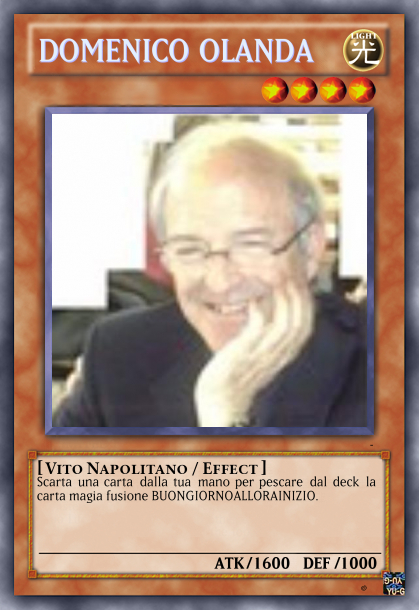 DOMENICO OLANDA
LIGHT
光
[ VITO NAPOLITANO / EFFECT ]
Scarta una carta dalla tua mano per pescare dal deck la
carta magia fusione BUONGIORNOALLORAINIZIO.
ATK/1600 DEF/1000